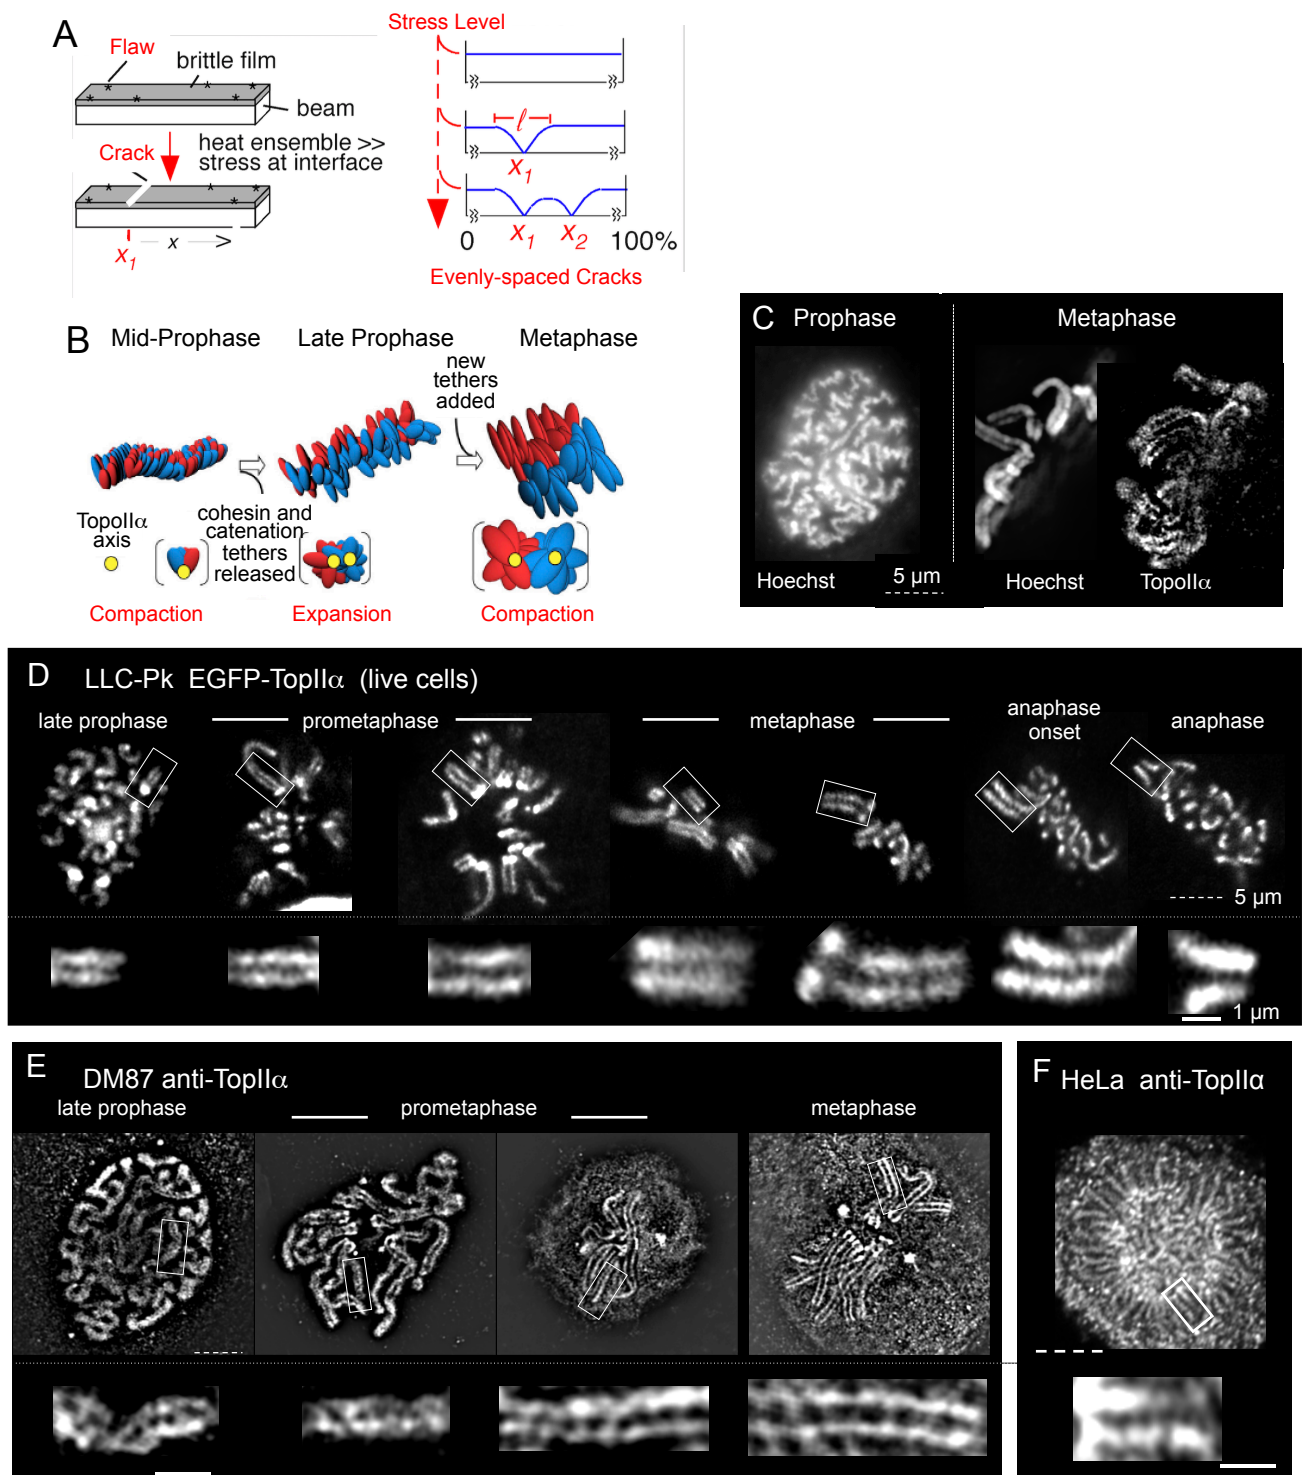 A
Flaw
brittle film
beam
Crack
heat ensemble >>
stress at interface
x1
x >
Stress Level
ℓ
x1
0
x1
x2
100%
Evenly-spaced Cracks
B
Mid-Prophase
Late Prophase
Metaphase
new
tethers
added
TopoIIα
axis
cohesin and
catenation
tethers
released
Compaction
Expansion
Compaction
C
Prophase
Metaphase
Hoechst
5 µm
Hoechst
TopoIIα
D
LLC-Pk EGFP-TopIIα (live cells)
late prophase
prometaphase
metaphase
anaphase
onset
anaphase
5 µm
1 µm
E
DM87 anti-TopIIα
late prophase
prometaphase
metaphase
F
HeLa anti-TopIIα